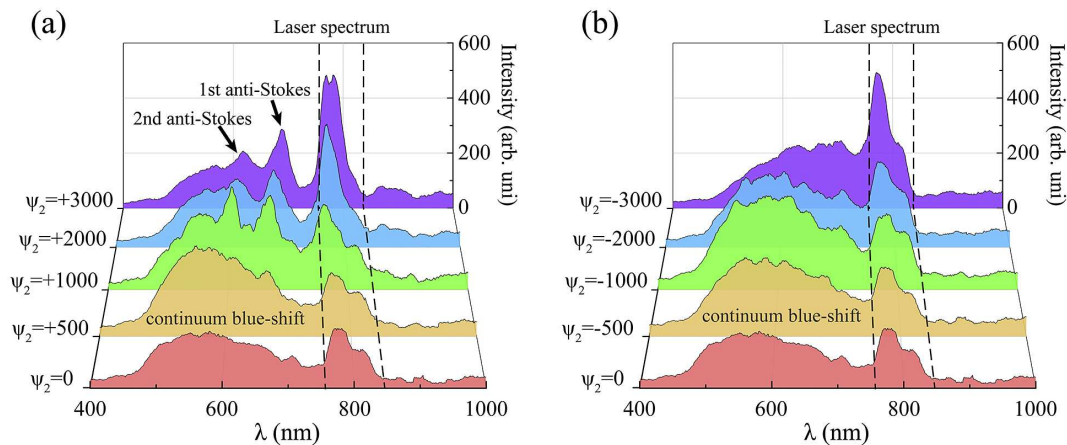 (a)
Laser spectrum
600
400
200
0
Intensity (arb. uni)
1st anti-Stokes
2nd anti-Stokes
Ψ₂=+3000
Ψ₂=+2000
Ψ₂=+1000
Ψ₂=+500
Ψ₂=0
continuum blue-shift
400 600 800 1000
λ (nm)
(b)
Laser spectrum
600
400
200
0
Intensity (arb. uni)
Ψ₂=-3000
Ψ₂=-2000
Ψ₂=-1000
Ψ₂=-500
Ψ₂=0
continuum blue-shift
400 600 800 1000
λ (nm)